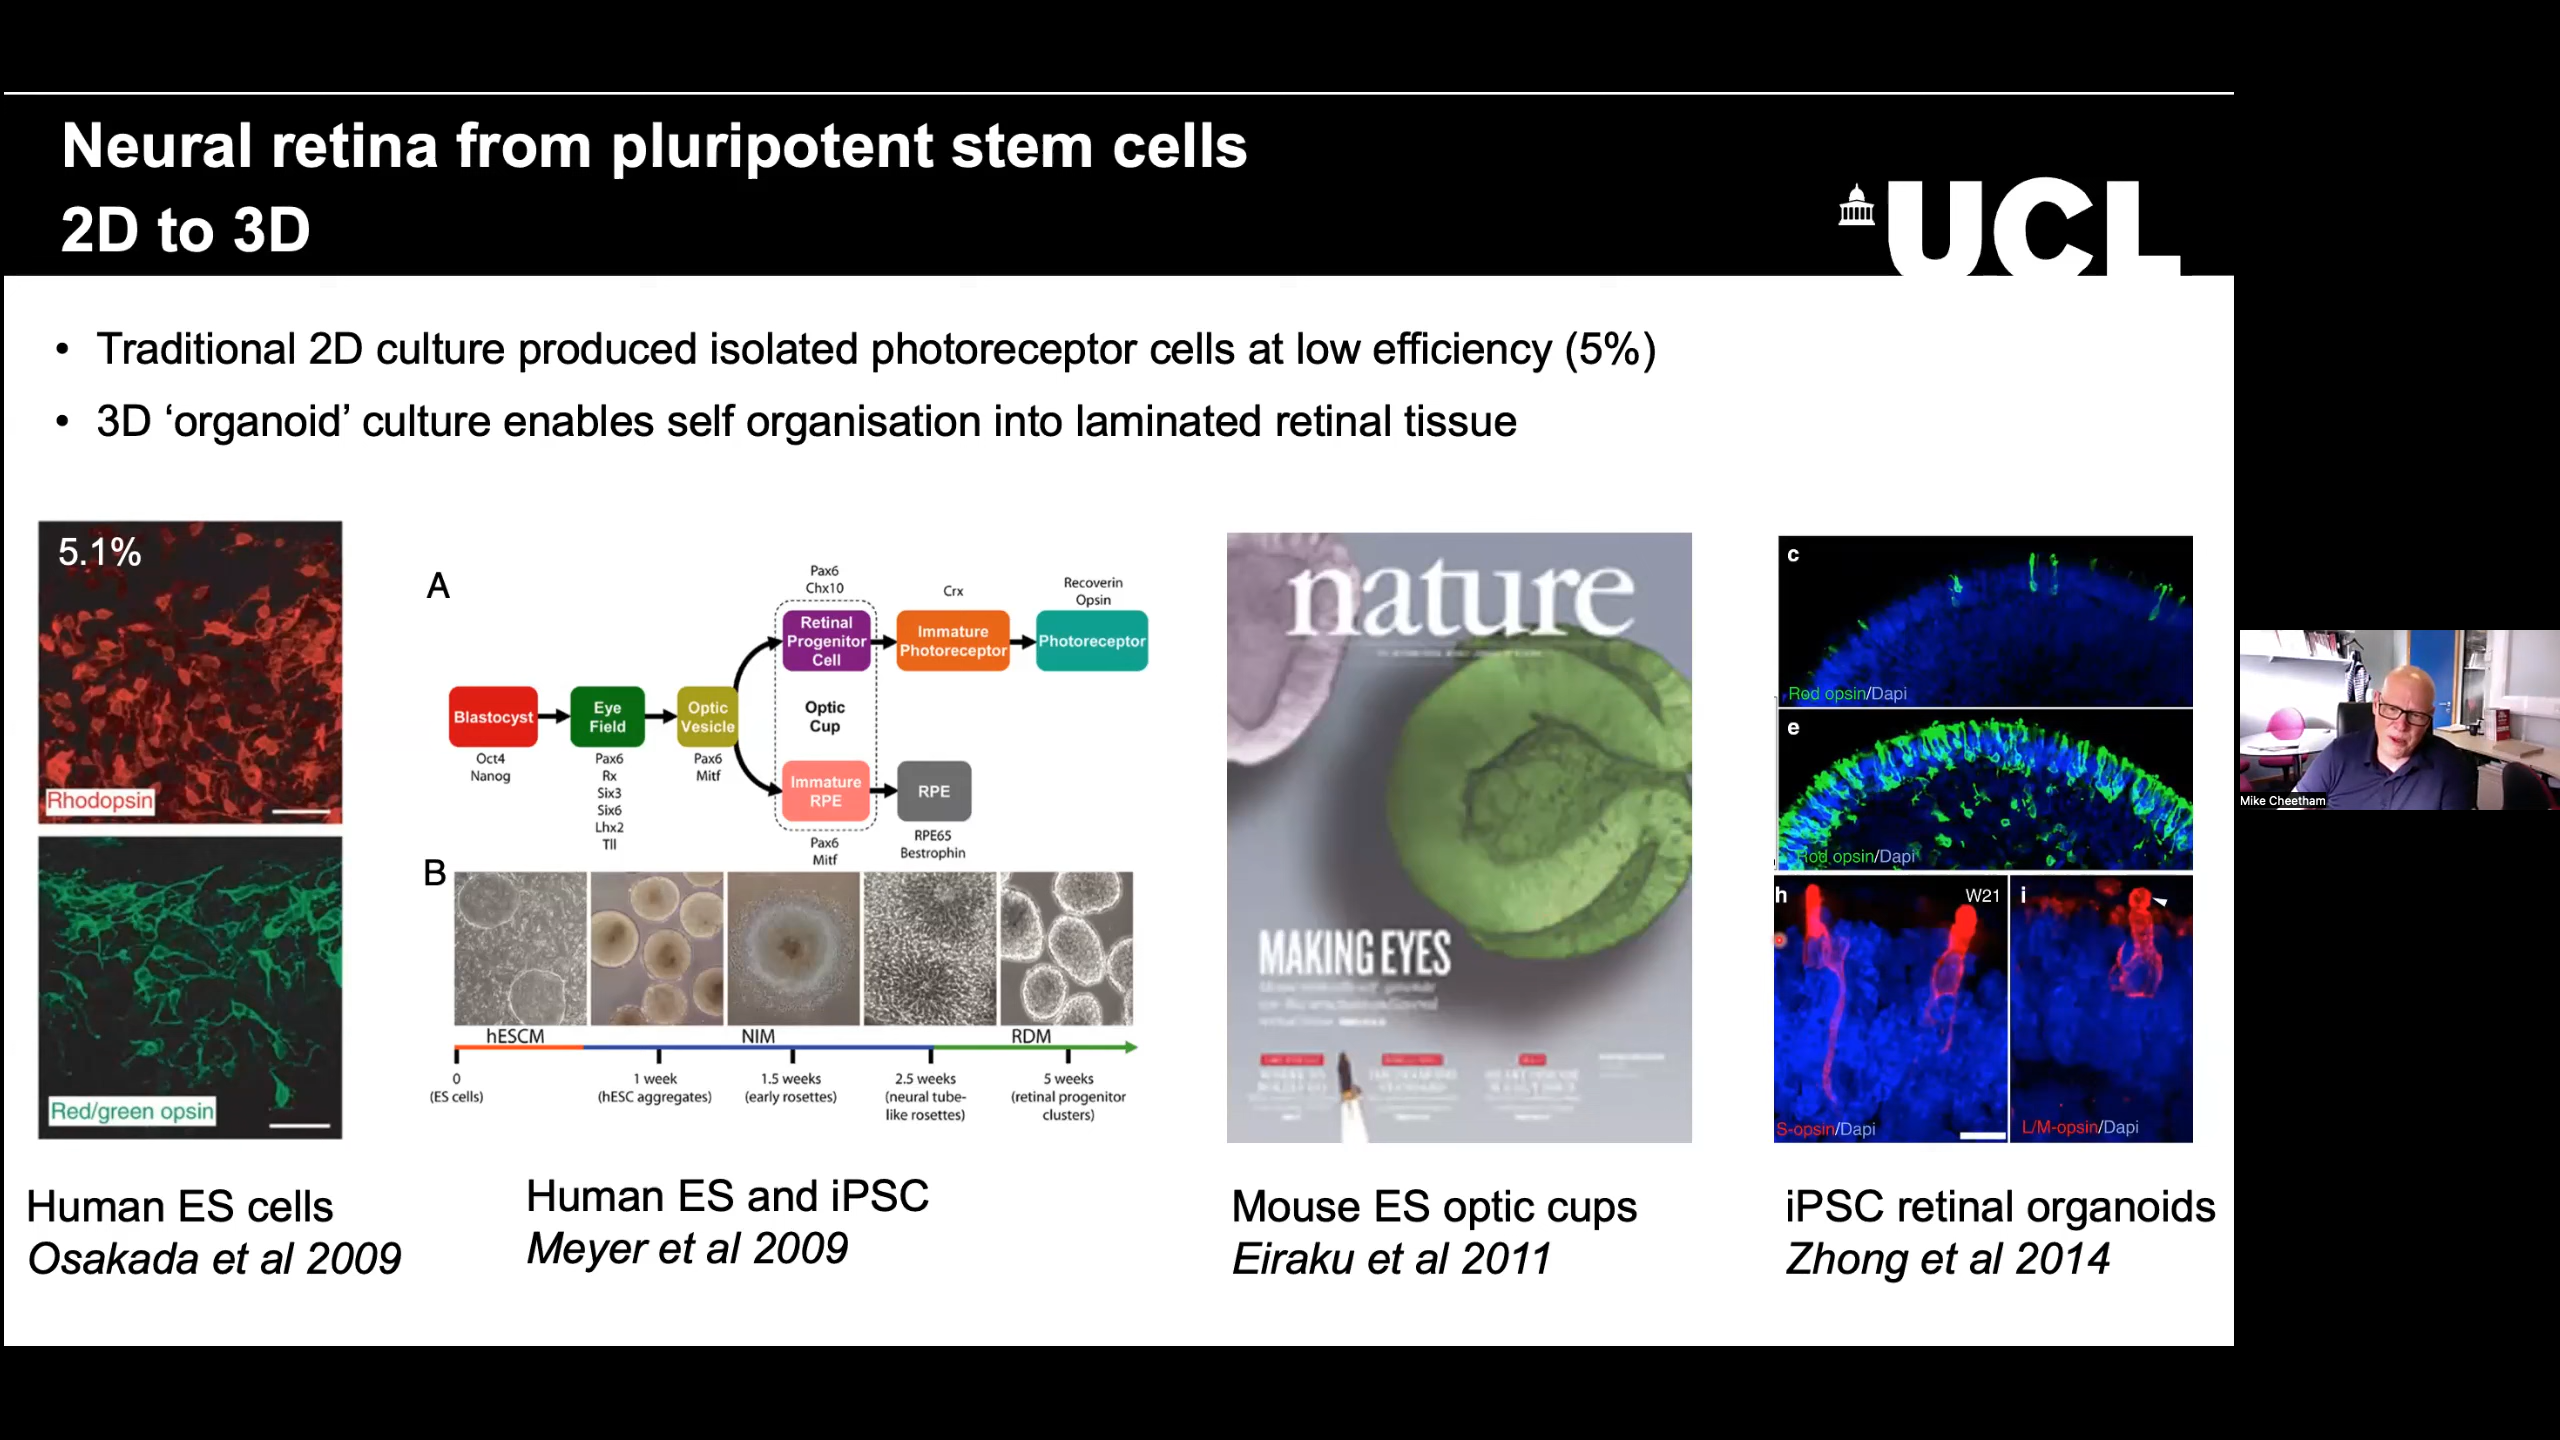 Neural retina from pluripotent stem cells
2D to 3D
UCL
• Traditional 2D culture produced isolated photoreceptor cells at low efficiency (5%)
• 3D ‘organoid’ culture enables self organisation into laminated retinal tissue
5.1%
Rhodopsin
Red/green opsin
Human ES cells
Osakada et al 2009
A
Pax6
Chx10
Crx
Recoverin
Opsin
Retinal
Progenitor
Cell
Immature
Photoreceptor
Photoreceptor
Blastocyst
Eye
Field
Optic
Vesicle
Optic
Cup
Oct4
Nanog
Pax6
Rx
Six3
Six6
Lhx2
Tll
Pax6
Mitf
Immature
RPE
RPE
Pax6
Mitf
RPE65
Bestrophin
B
hESCM
NIM
RDM
0
(ES cells)
1 week
(hESC aggregates)
1.5 weeks
(early rosettes)
2.5 weeks
(neural tube-
like rosettes)
5 weeks
(retinal progenitor
clusters)
Human ES and iPSC
Meyer et al 2009
nature
MAKING EYES
Mouse ES optic cups
Eiraku et al 2011
c
Rod opsin/Dapi
e
Rod opsin/Dapi
h
W21
S-opsin/Dapi
i
L/M-opsin/Dapi
iPSC retinal organoids
Zhong et al 2014
Mike Cheetham